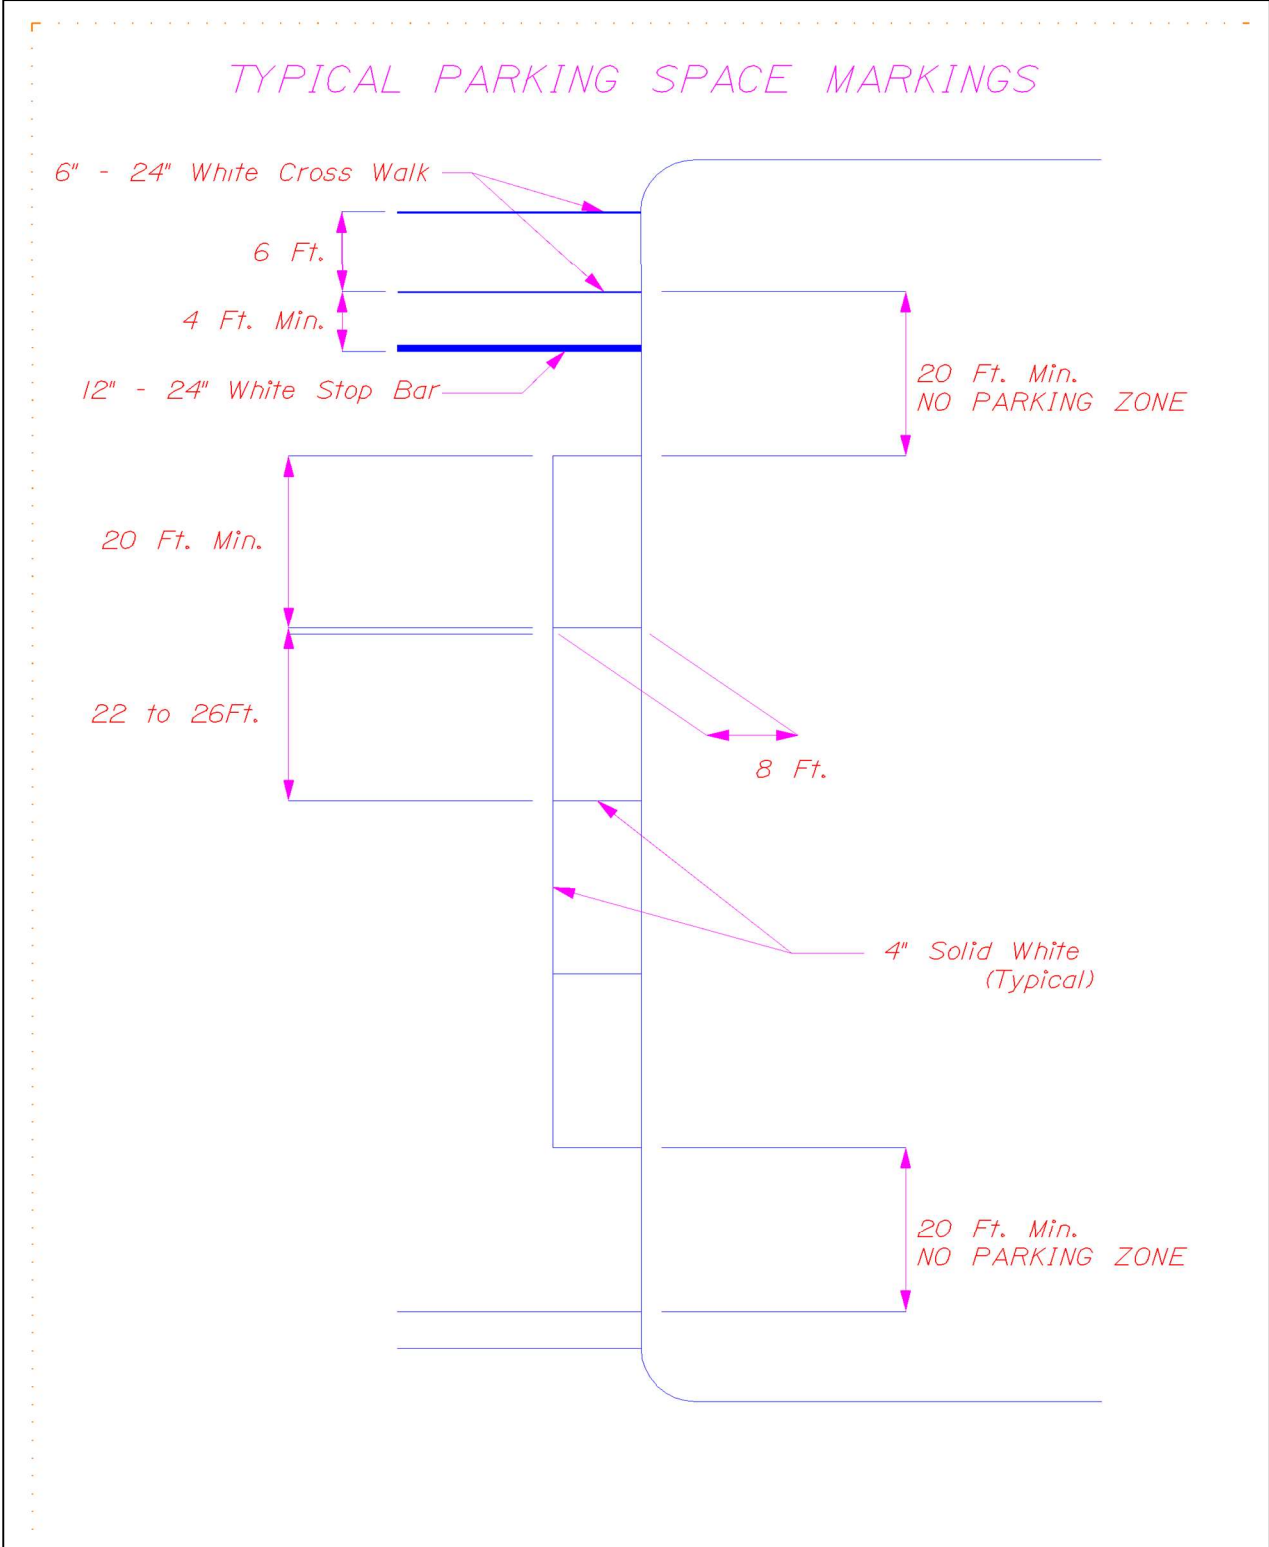 TYPICAL PARKING SPACE MARKINGS
6" - 24" White Cross Walk
6 Ft.
4 Ft. Min.
12" - 24" White Stop Bar
20 Ft. Min.
NO PARKING ZONE
20 Ft. Min.
22 to 26Ft.
8 Ft.
4" Solid White
(Typical)
20 Ft. Min.
NO PARKING ZONE